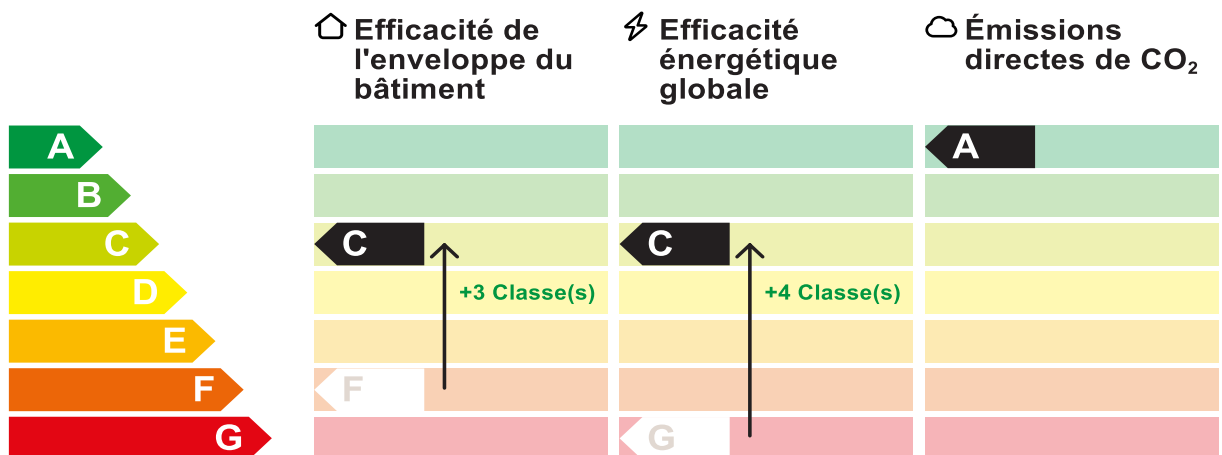 Efficacité de
l'enveloppe du
bâtiment
Efficacité
énergétique
globale
Émissions
directes de CO₂
A
A
B
C
C
C
D
+3 Classe(s)
+4 Classe(s)
E
F
F
G
G